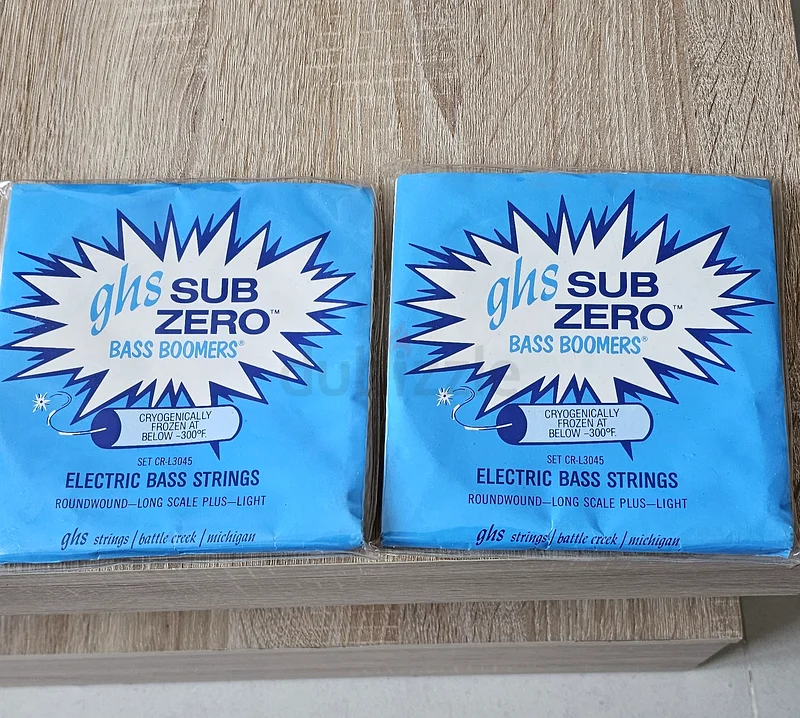 ghs SUB
ZERO™
BASS BOOMERS®
CRYOGENICALLY
FROZEN AT
BELOW -300°F.
SET CR-L3045
ELECTRIC BASS STRINGS
ROUNDWOUND—LONG SCALE PLUS—LIGHT
ghs strings / battle creek / michigan
ghs SUB
ZERO™
BASS BOOMERS®
CRYOGENICALLY
FROZEN AT
BELOW -300°F.
SET CR-L3045
ELECTRIC BASS STRINGS
ROUNDWOUND—LONG SCALE PLUS—LIGHT
ghs strings / battle creek / michigan
dubizzle